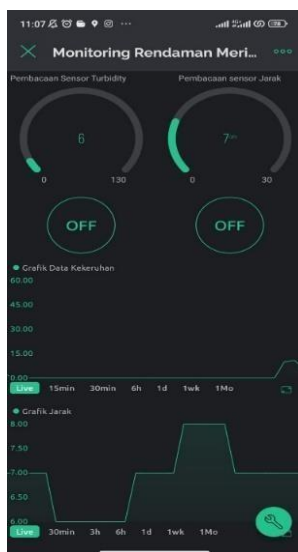 11:07
Monitoring Rendaman Meri...
Pembacaan Sensor Turbidity
Pembacaan sensor Jarak
6
7
0
130
0
30
OFF
OFF
Grafik Data Kekeruhan
60.00
45.00
30.00
15.00
0.00
Live 15min 30min 6h 1d 1wk 1Mo
Grafik Jarak
8.00
7.50
7.00
6.50
6.00
Live 30min 3h 6h 1d 1wk 1Mo